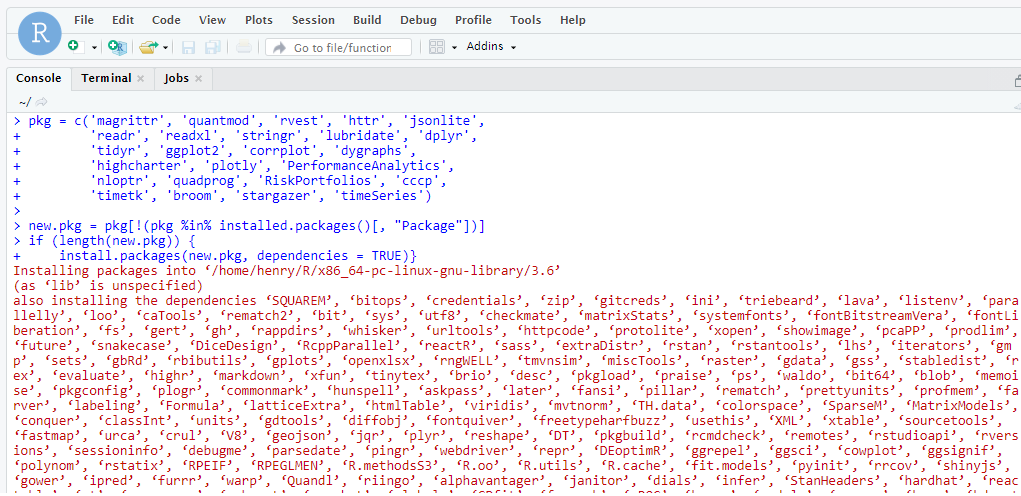 R
File Edit Code View Plots Session Build Debug Profile Tools Help
Go to file/function Addins
Console Terminal Jobs
~/
> pkg = c('magrittr', 'quantmod', 'rvest', 'httr', 'jsonlite',
+ 'readr', 'readxl', 'stringr', 'lubridate', 'dplyr',
+ 'tidyr', 'ggplot2', 'corrplot', 'dygraphs',
+ 'highcharter', 'plotly', 'PerformanceAnalytics',
+ 'nloptr', 'quadprog', 'RiskPortfolios', 'cccp',
+ 'timetk', 'broom', 'stargazer', 'timeSeries')
>
> new.pkg = pkg[!(pkg %in% installed.packages()[, "Package"])]
> if (length(new.pkg)) {
+ install.packages(new.pkg, dependencies = TRUE)}
Installing packages into ‘/home/henry/R/x86_64-pc-linux-gnu-library/3.6’
(as ‘lib’ is unspecified)
also installing the dependencies ‘SQUAREM’, ‘bitops’, ‘credentials’, ‘zip’, ‘gitcreds’, ‘ini’, ‘triebeard’, ‘lava’, ‘listenv’, ‘para
llelly’, ‘loo’, ‘caTools’, ‘rematch2’, ‘bit’, ‘sys’, ‘utf8’, ‘checkmate’, ‘matrixStats’, ‘systemfonts’, ‘fontBitstreamVera’, ‘fontLi
beration’, ‘fs’, ‘gert’, ‘gh’, ‘rappdirs’, ‘whisker’, ‘urltools’, ‘httpcode’, ‘protolite’, ‘xopen’, ‘showimage’, ‘pcaPP’, ‘prodlim’,
‘future’, ‘snakecase’, ‘DiceDesign’, ‘RcppParallel’, ‘reactR’, ‘sass’, ‘extraDistr’, ‘rstan’, ‘rstantools’, ‘lhs’, ‘iterators’, ‘gm
p’, ‘sets’, ‘gbRd’, ‘rbibutils’, ‘gplots’, ‘openxlsx’, ‘rngWELL’, ‘tmvnsim’, ‘miscTools’, ‘raster’, ‘gdata’, ‘gss’, ‘stabledist’, ‘r
ex’, ‘evaluate’, ‘highr’, ‘markdown’, ‘xfun’, ‘tinytex’, ‘brio’, ‘desc’, ‘pkgload’, ‘praise’, ‘ps’, ‘waldo’, ‘bit64’, ‘blob’, ‘memoi
se’, ‘pkgconfig’, ‘plogr’, ‘commonmark’, ‘hunspell’, ‘askpass’, ‘later’, ‘fansi’, ‘pillar’, ‘rematch’, ‘prettyunits’, ‘profmem’, ‘fa
rver’, ‘labeling’, ‘Formula’, ‘latticeExtra’, ‘htmlTable’, ‘viridis’, ‘mvtnorm’, ‘TH.data’, ‘colorspace’, ‘SparseM’, ‘MatrixModels’,
‘conquer’, ‘classInt’, ‘units’, ‘gdtools’, ‘diffobj’, ‘fontquiver’, ‘freetypeharfbuzz’, ‘usethis’, ‘XML’, ‘xtable’, ‘sourcetools’,
‘fastmap’, ‘urca’, ‘crul’, ‘V8’, ‘geojson’, ‘jqr’, ‘plyr’, ‘reshape’, ‘DT’, ‘pkgbuild’, ‘rcmdcheck’, ‘remotes’, ‘rstudioapi’, ‘rvers
ions’, ‘sessioninfo’, ‘debugme’, ‘parsedate’, ‘pingr’, ‘webdriver’, ‘repr’, ‘DEoptimR’, ‘ggrepel’, ‘ggsci’, ‘cowplot’, ‘ggsignif’,
‘polynom’, ‘rstatix’, ‘RPEIF’, ‘RPEGLMEN’, ‘R.methodsS3’, ‘R.oo’, ‘R.utils’, ‘R.cache’, ‘fit.models’, ‘pyinit’, ‘rrcov’, ‘shinyjs’,
‘gower’, ‘ipred’, ‘furrr’, ‘warp’, ‘Quandl’, ‘riingo’, ‘alphavantager’, ‘janitor’, ‘dials’, ‘infer’, ‘StanHeaders’, ‘hardhat’, ‘reac